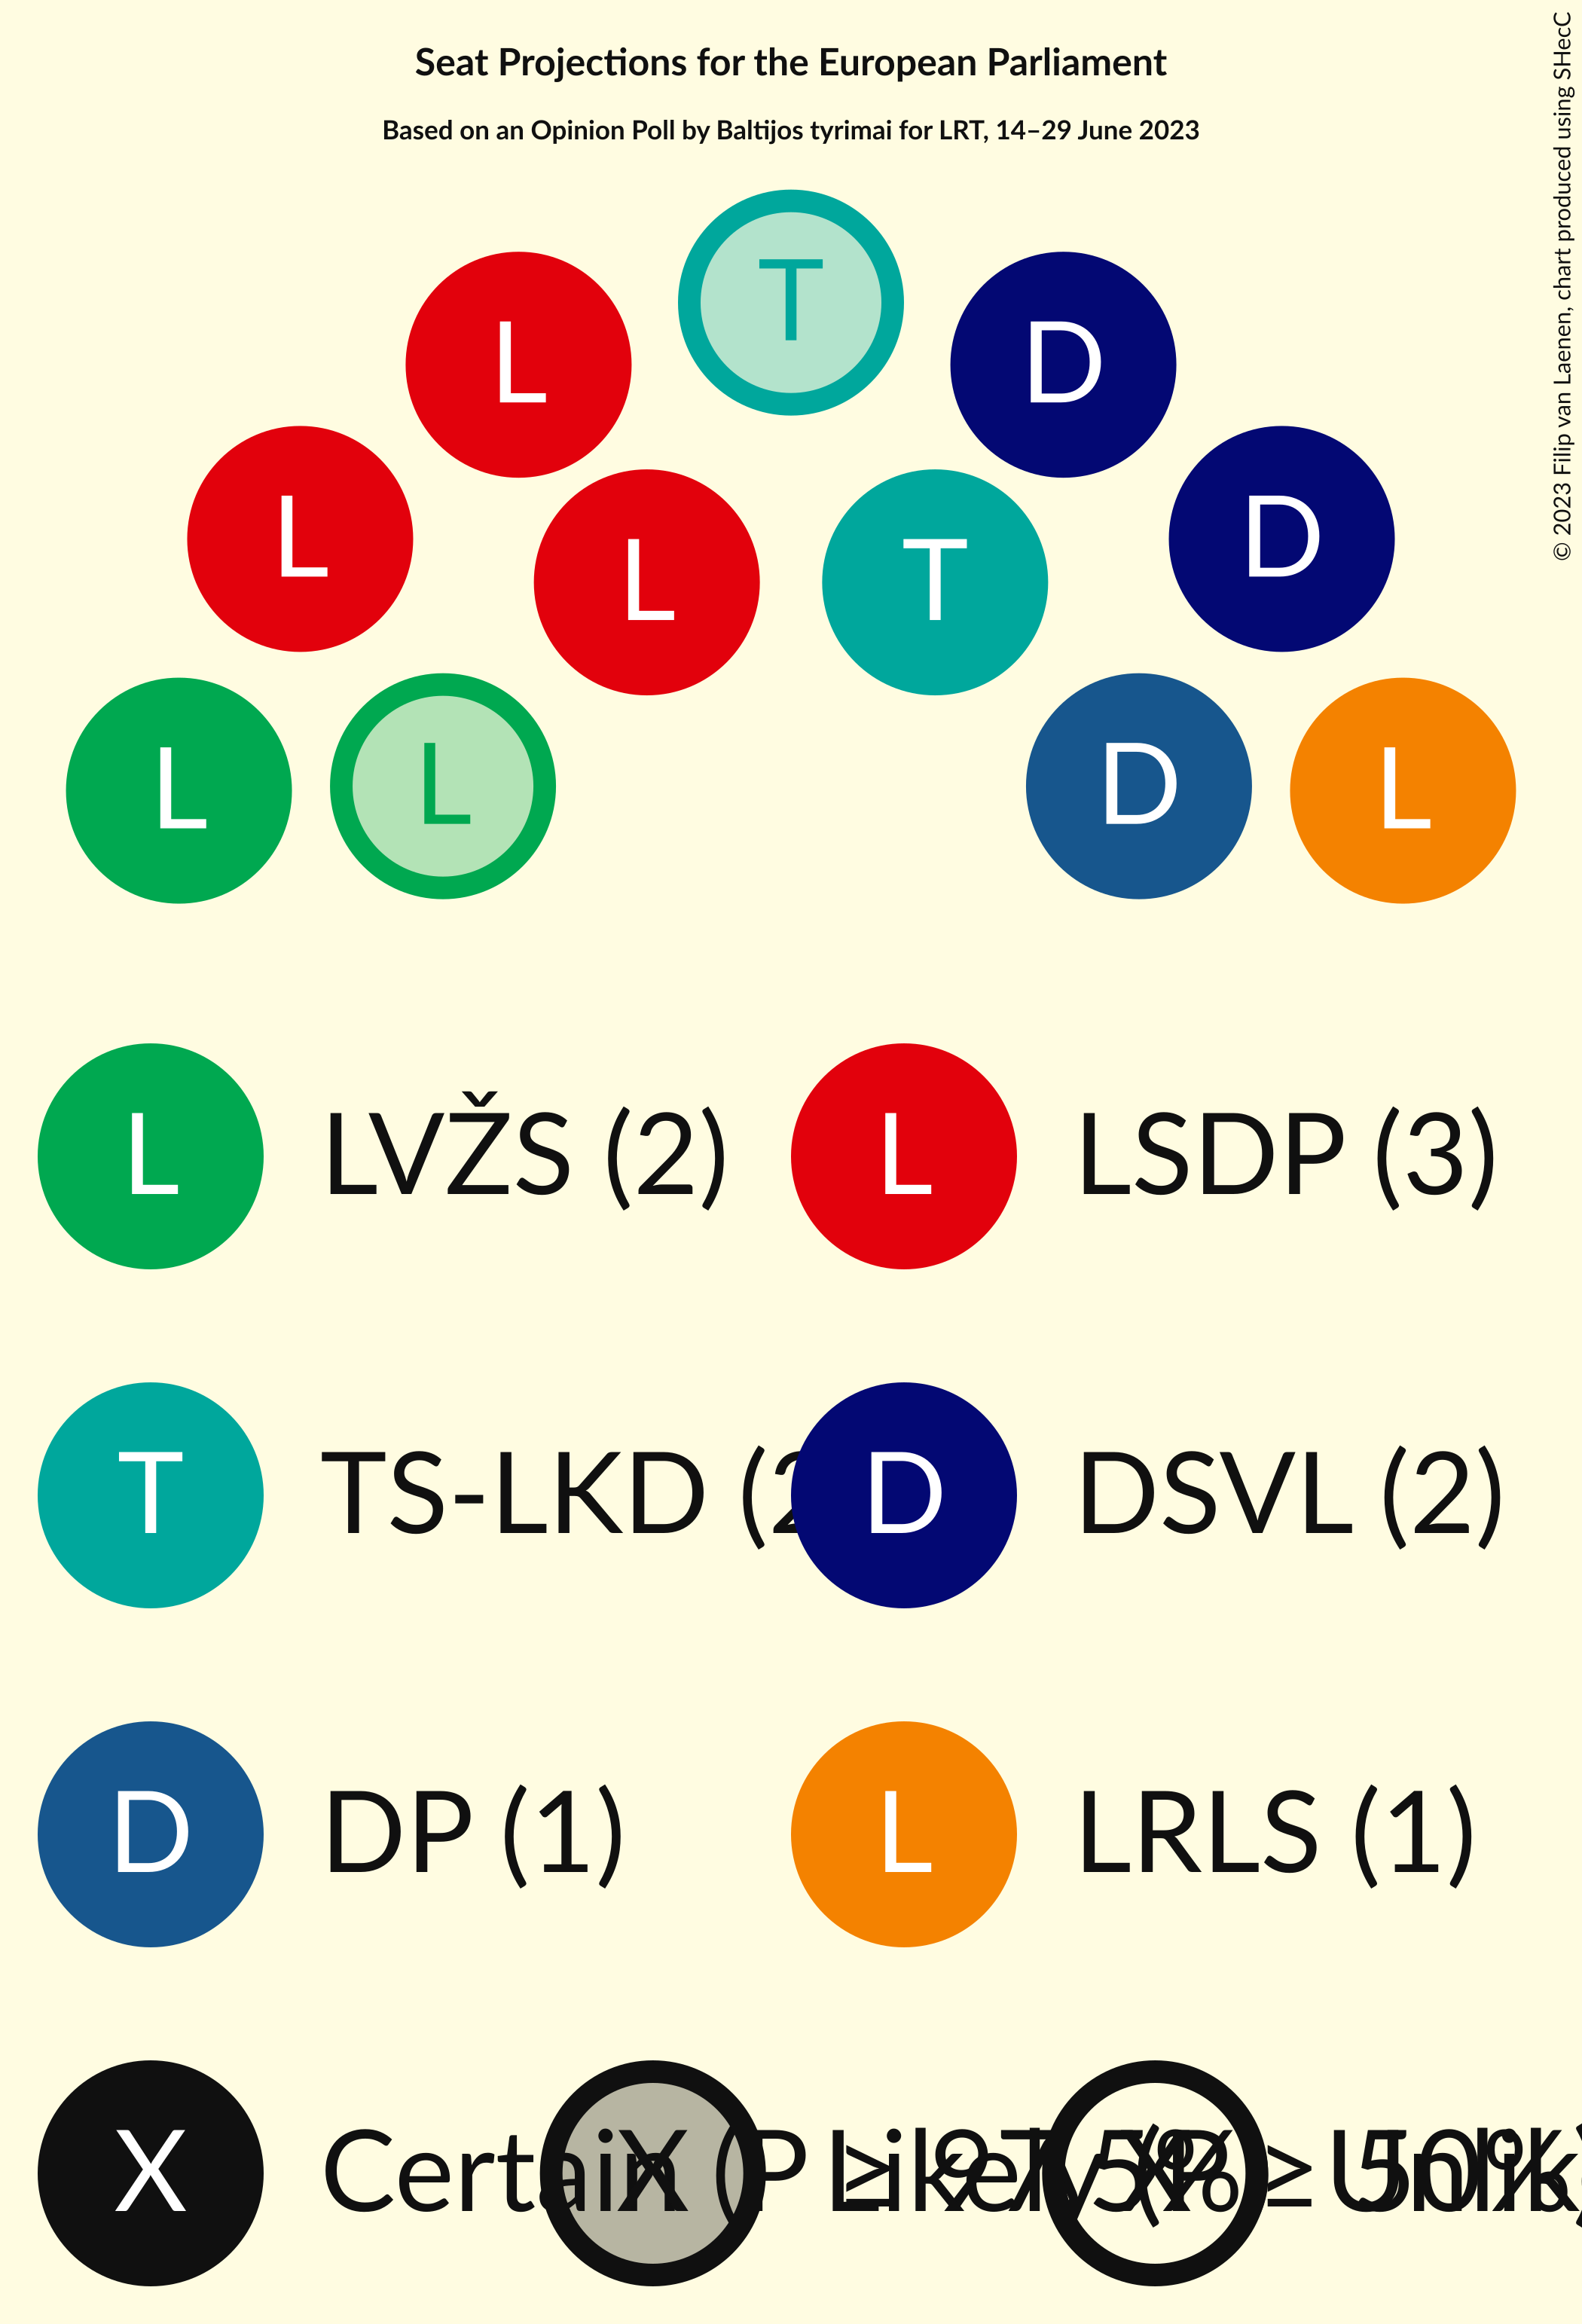 Seat Projections for the European Parliament
Based on an Opinion Poll by Baltijos tyrimai for LRT, 14–29 June 2023
© 2023 Filip van Laenen, chart produced using SHecC
T
L D
L D
L T
L L D L
L LVŽS (2) L LSDP (3)
T TS-LKD (2 D DSVL (2)
D DP (1) L LRLS (1)
X Certain (P X Likely X